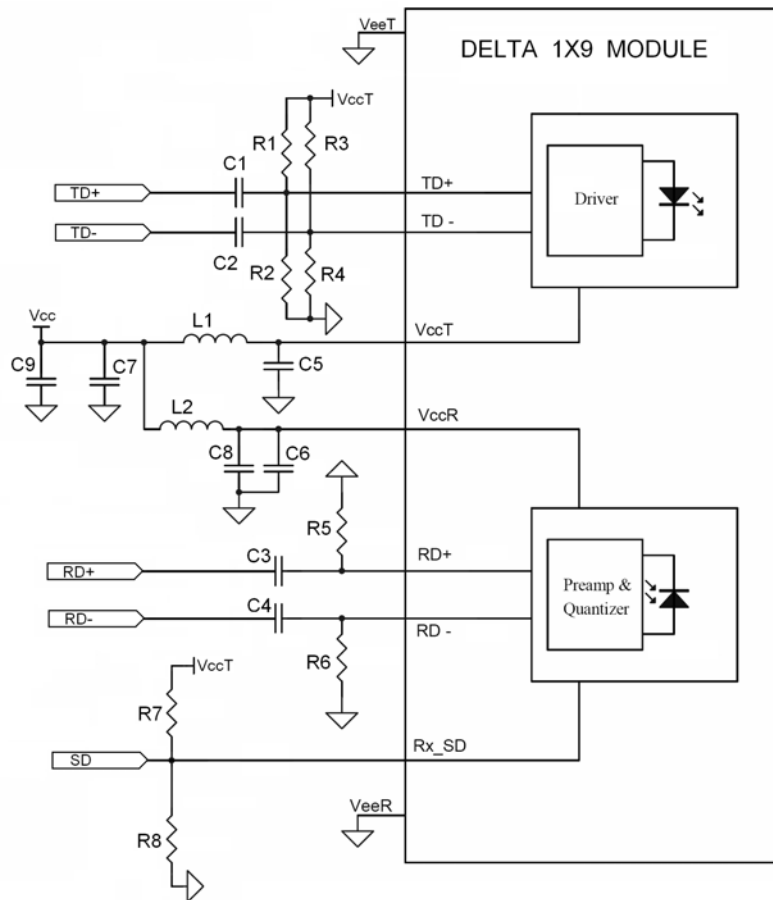 VeeT
DELTA 1X9 MODULE
VccT
R1
R3
C1
TD+
TD+
Driver
TD-
TD -
C2
R2
R4
Vcc
L1
VccT
C9
C7
C5
L2
VccR
C8
C6
R5
C3
RD+
RD+
Preamp &
Quantizer
C4
RD-
RD -
R6
VccT
R7
Rx_SD
SD
VeeR
R8